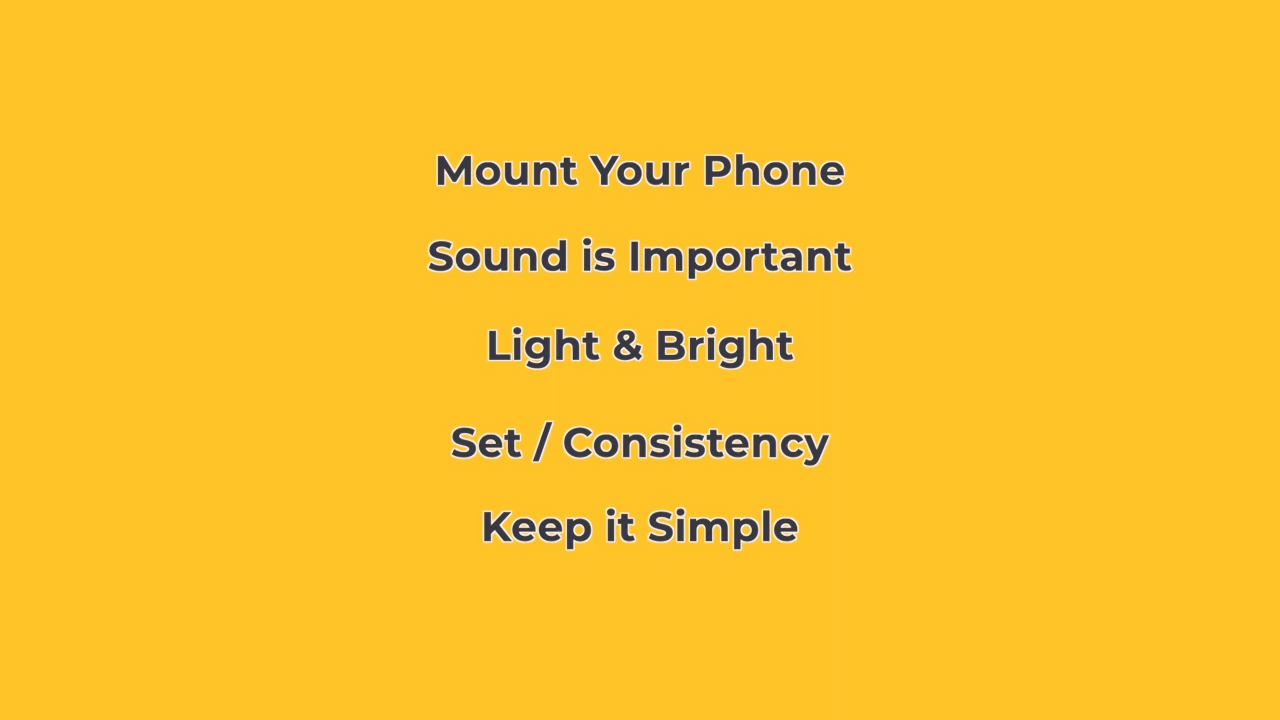 Mount Your Phone
Sound is Important
Light & Bright
Set / Consistency
Keep it Simple